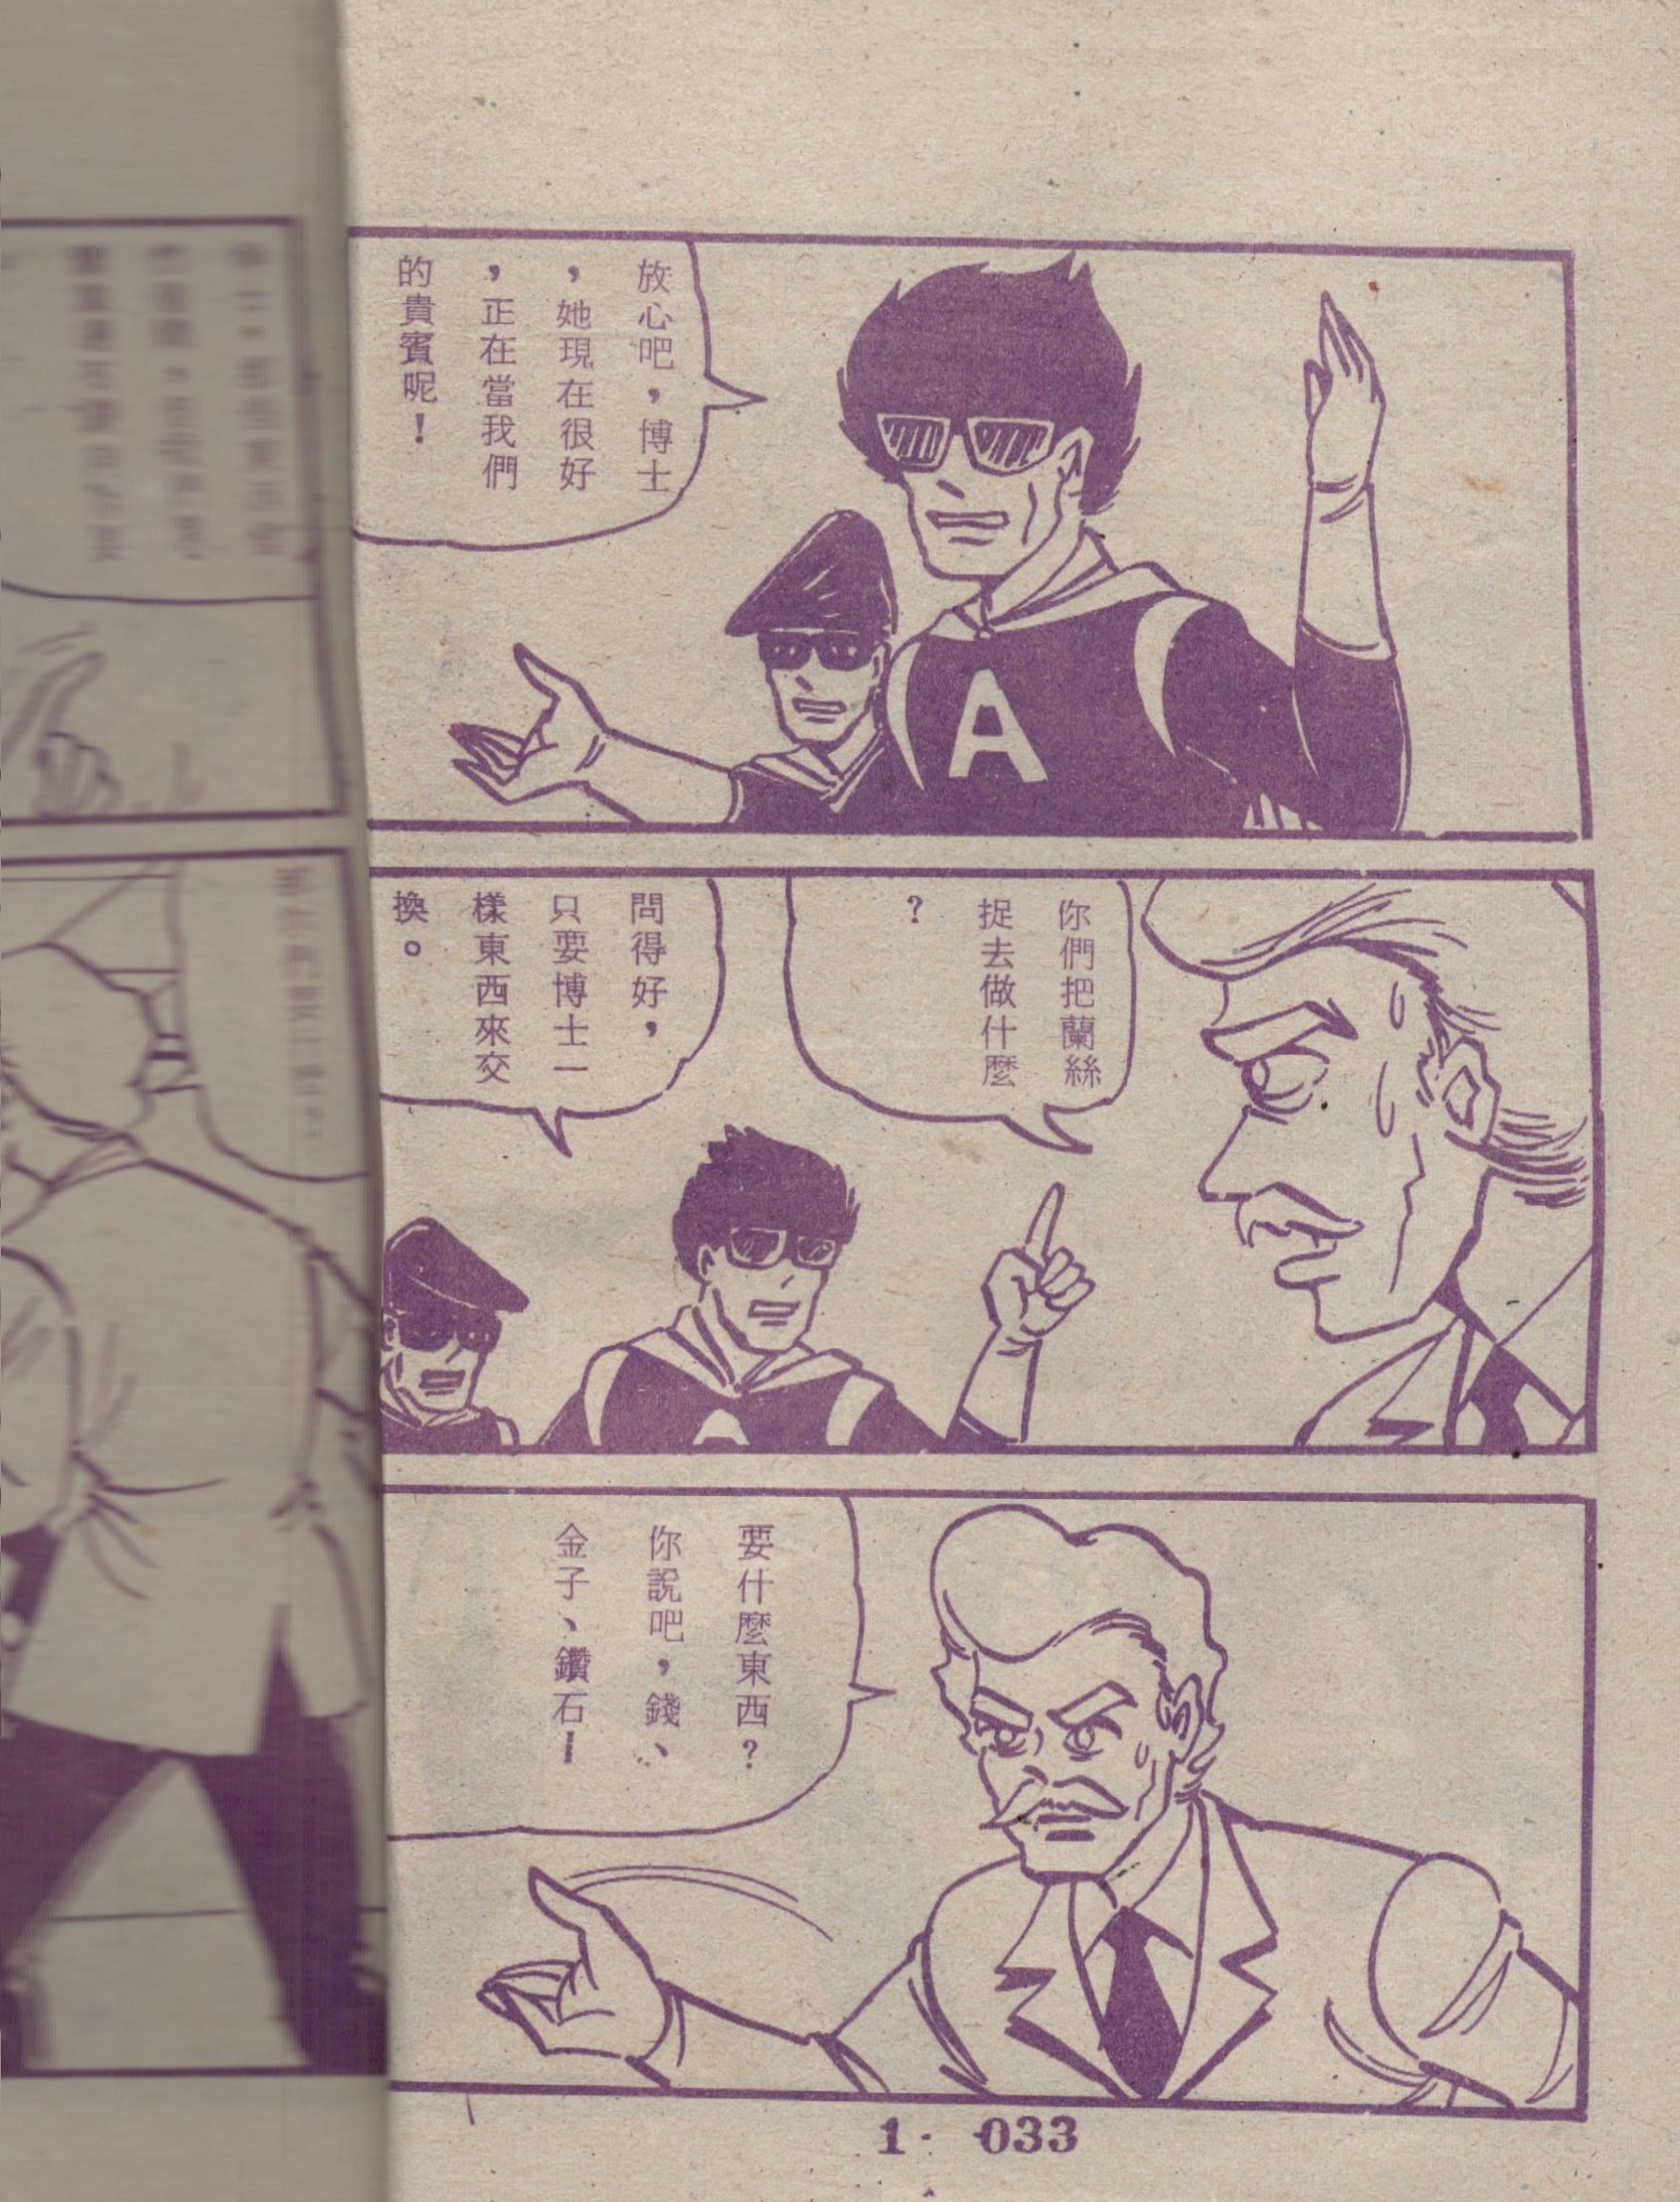 放心吧，博士
，她現在很好
，正在當我們
的貴賓呢！
A
你們把蘭絲
捉去做什麼
？
問得好，
只要博士一
樣東西來交
換。
要什麼東西？
你說吧，錢、
金子、鑽石—
1· 033